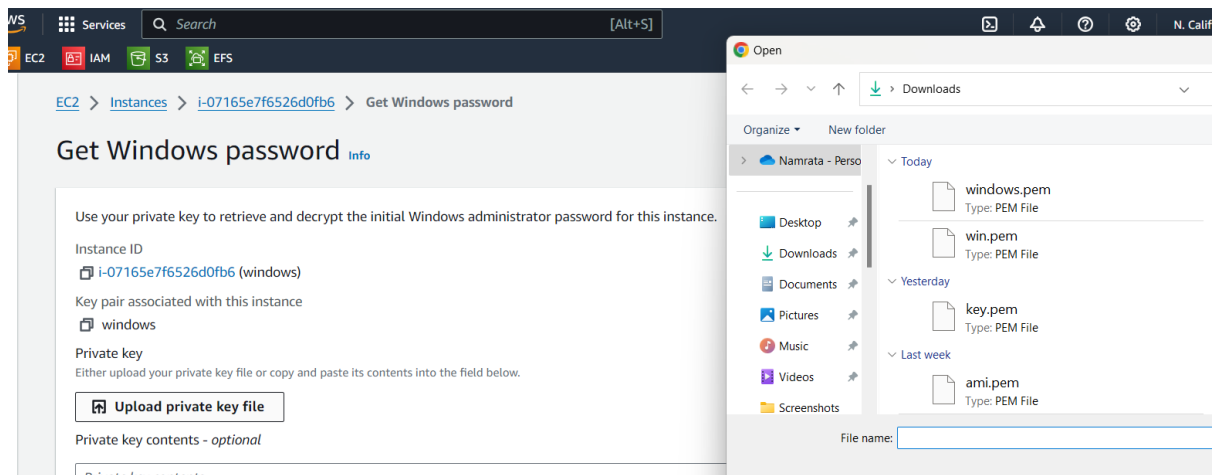 Services
Search
[Alt+S]
N. Calif
EC2
IAM
S3
EFS
EC2 > Instances > i-07165e7f6526d0fb6 > Get Windows password
Get Windows password Info
Use your private key to retrieve and decrypt the initial Windows administrator password for this instance.
Instance ID
i-07165e7f6526d0fb6 (windows)
Key pair associated with this instance
windows
Private key
Either upload your private key file or copy and paste its contents into the field below.
Upload private key file
Private key contents - optional
Open
Downloads
Organize
New folder
Namrata - Perso
Desktop
Downloads
Documents
Pictures
Music
Videos
Screenshots
Today
windows.pem
Type: PEM File
win.pem
Type: PEM File
Yesterday
key.pem
Type: PEM File
Last week
ami.pem
Type: PEM File
File name: